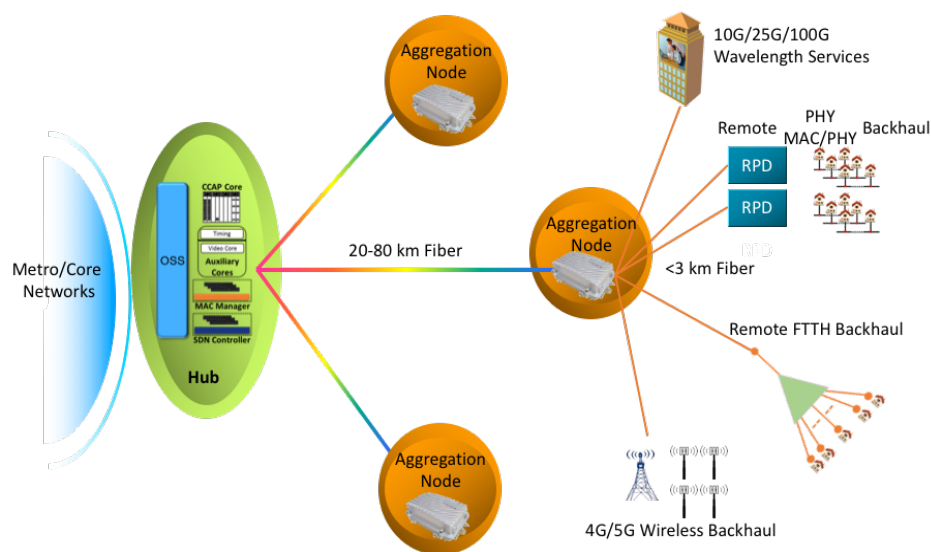 Aggregation
Node
10G/25G/100G
Wavelength Services
Remote
PHY
MAC/PHY
Backhaul
RPD
RPD
RPD
CCAP Core
Timing
Video Core
Auxiliary
Cores
OSS
MAC Manager
SDN Controller
Hub
Metro/Core
Networks
20-80 km Fiber
Aggregation
Node
<3 km Fiber
Remote FTTH Backhaul
Aggregation
Node
4G/5G Wireless Backhaul